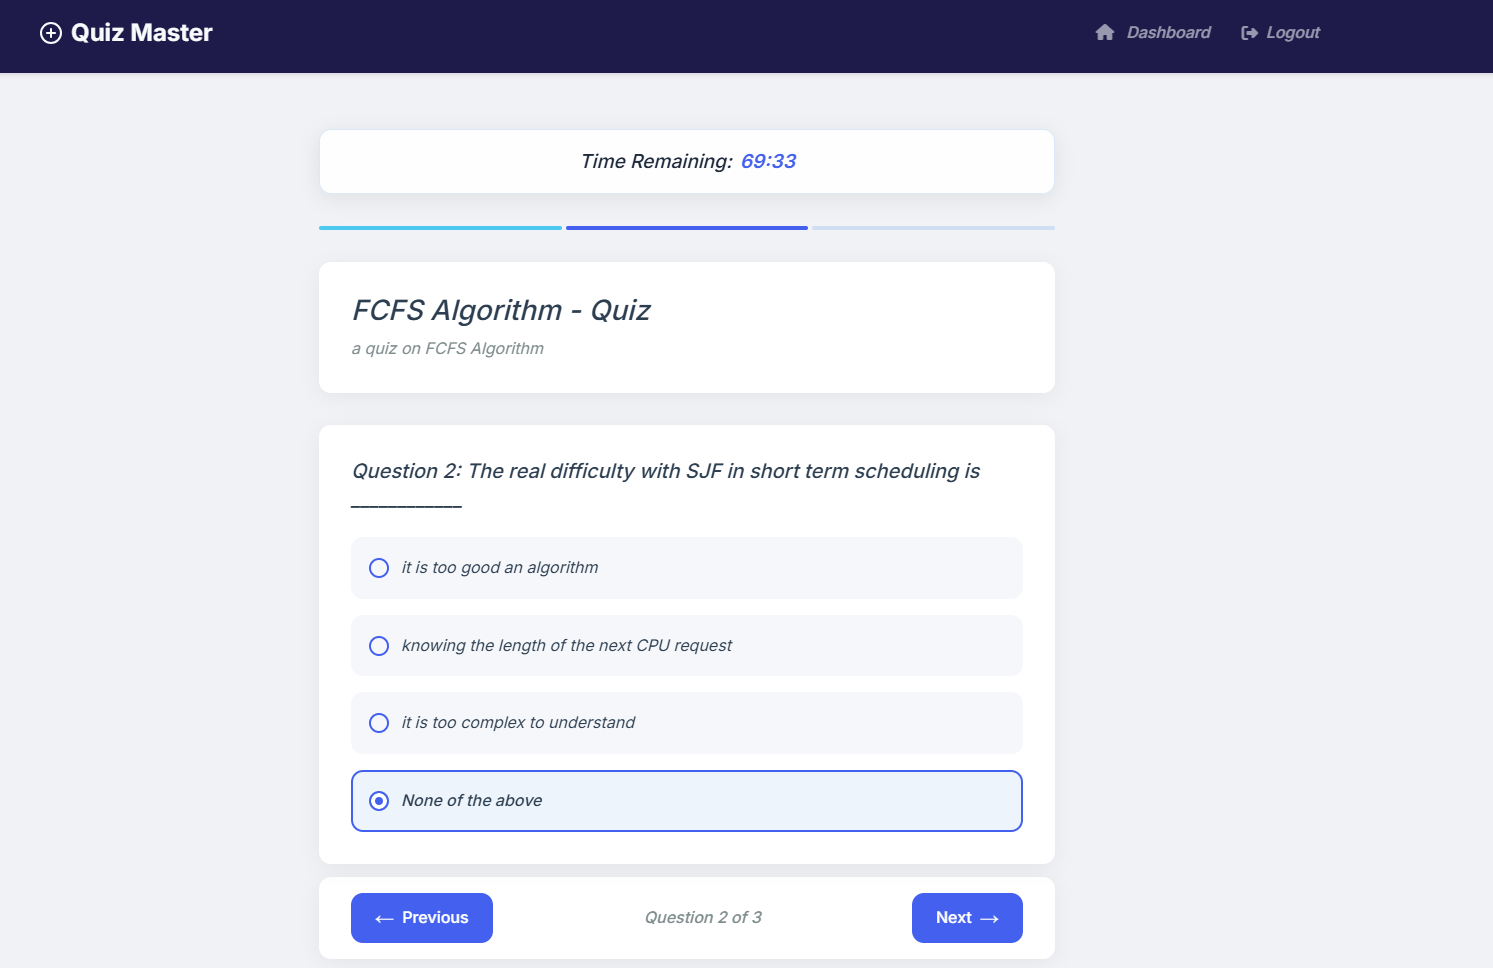 Quiz Master
Dashboard
Logout
Time Remaining: 69:33
FCFS Algorithm - Quiz
a quiz on FCFS Algorithm
Question 2: The real difficulty with SJF in short term scheduling is
____________
it is too good an algorithm
knowing the length of the next CPU request
it is too complex to understand
None of the above
← Previous
Question 2 of 3
Next →